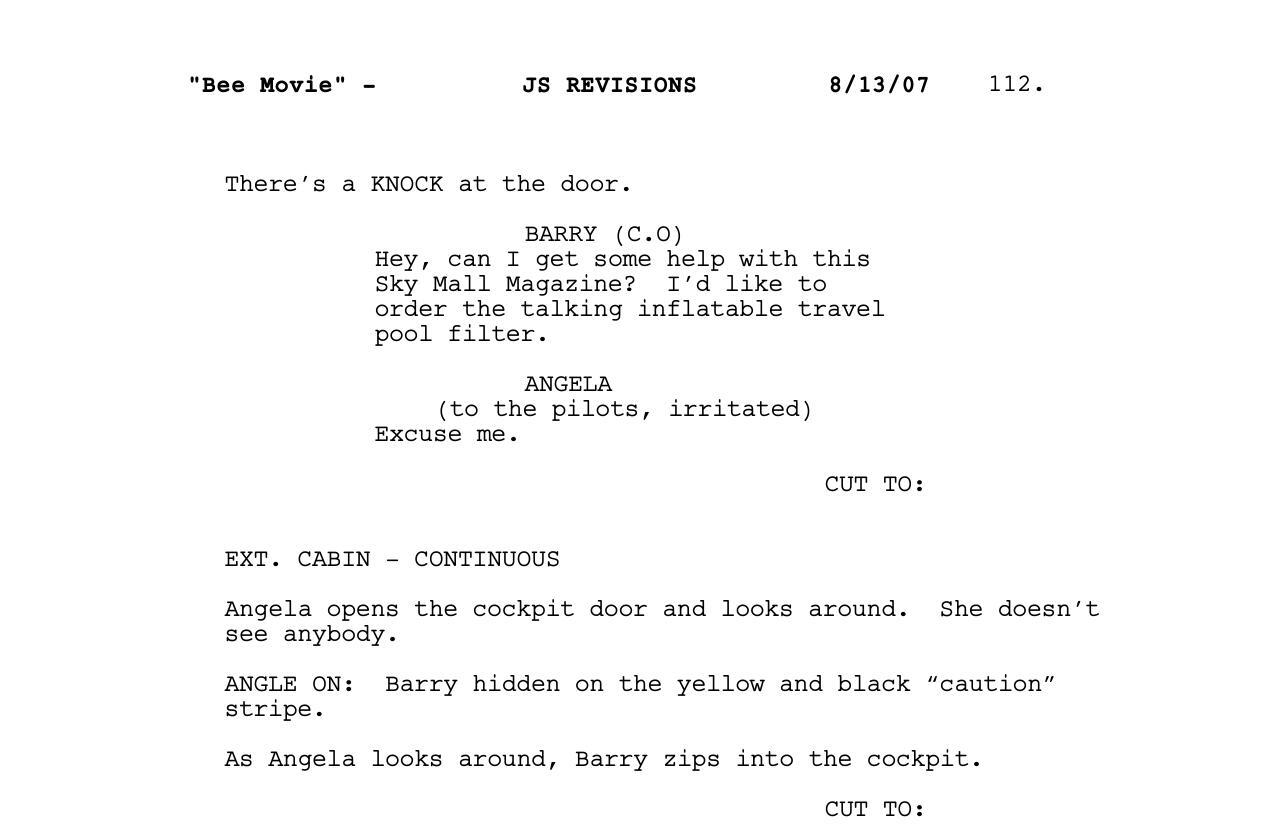 "Bee Movie" - JS REVISIONS 8/13/07 112.
There’s a KNOCK at the door.
BARRY (C.O)
Hey, can I get some help with this
Sky Mall Magazine?  I’d like to
order the talking inflatable travel
pool filter.
ANGELA
(to the pilots, irritated)
Excuse me.
CUT TO:
EXT. CABIN - CONTINUOUS
Angela opens the cockpit door and looks around.  She doesn’t
see anybody.
ANGLE ON:  Barry hidden on the yellow and black “caution”
stripe.
As Angela looks around, Barry zips into the cockpit.
CUT TO: